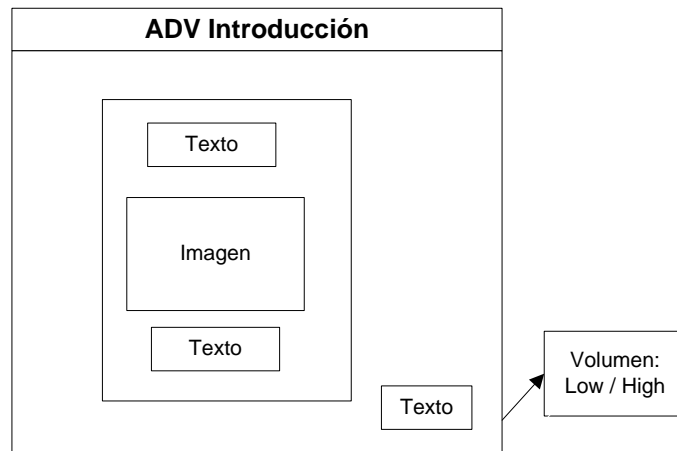 ADV Introducción
Texto
Imagen
Texto
Texto
Volumen:
Low / High